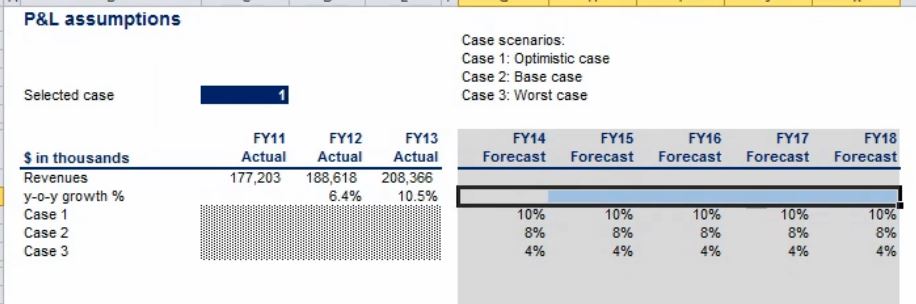 P&L assumptions
Case scenarios:
Case 1: Optimistic case
Case 2: Base case
Selected case 1 Case 3: Worst case
FY11 FY12 FY13 FY14 FY15 FY16 FY17 FY18
$ in thousands Actual Actual Actual Forecast Forecast Forecast Forecast Forecast
Revenues 177,203 188,618 208,366
y-o-y growth % 6.4% 10.5%
Case 1 10% 10% 10% 10% 10%
Case 2 8% 8% 8% 8% 8%
Case 3 4% 4% 4% 4% 4%